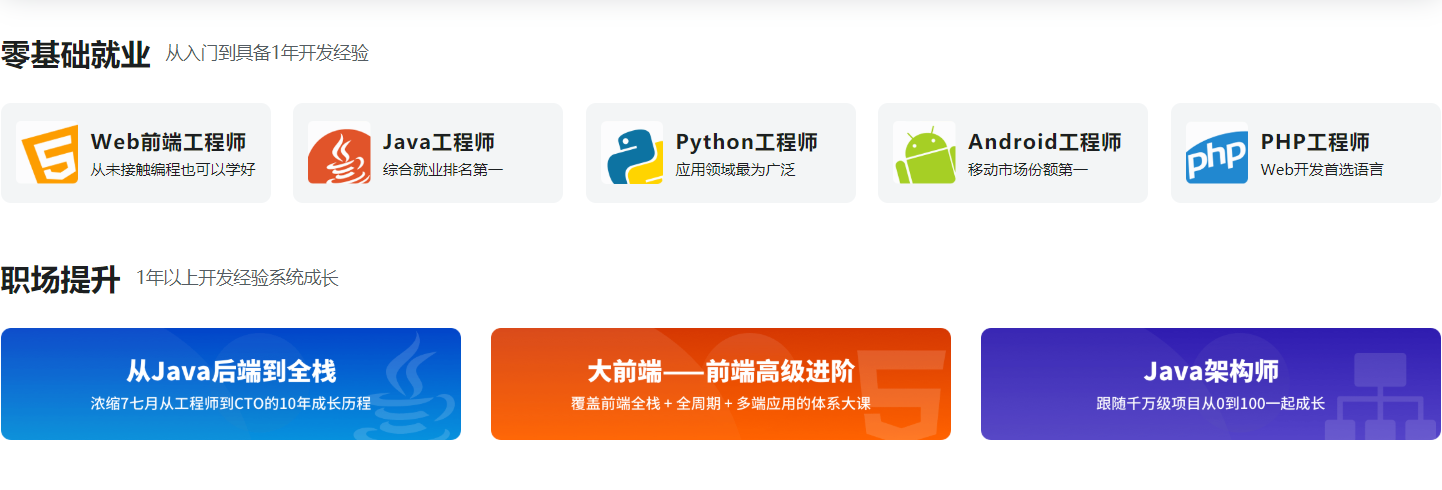 零基础就业 从入门到具备1年开发经验
Web前端工程师
从未接触编程也可以学好
Java工程师
综合就业排名第一
Python工程师
应用领域最为广泛
Android工程师
移动市场份额第一
php
PHP工程师
Web开发首选语言
职场提升 1年以上开发经验系统成长
从Java后端到全栈
浓缩7七月从工程师到CTO的10年成长历程
大前端——前端高级进阶
覆盖前端全栈 + 全周期 + 多端应用的体系大课
Java架构师
跟随千万级项目从0到100一起成长